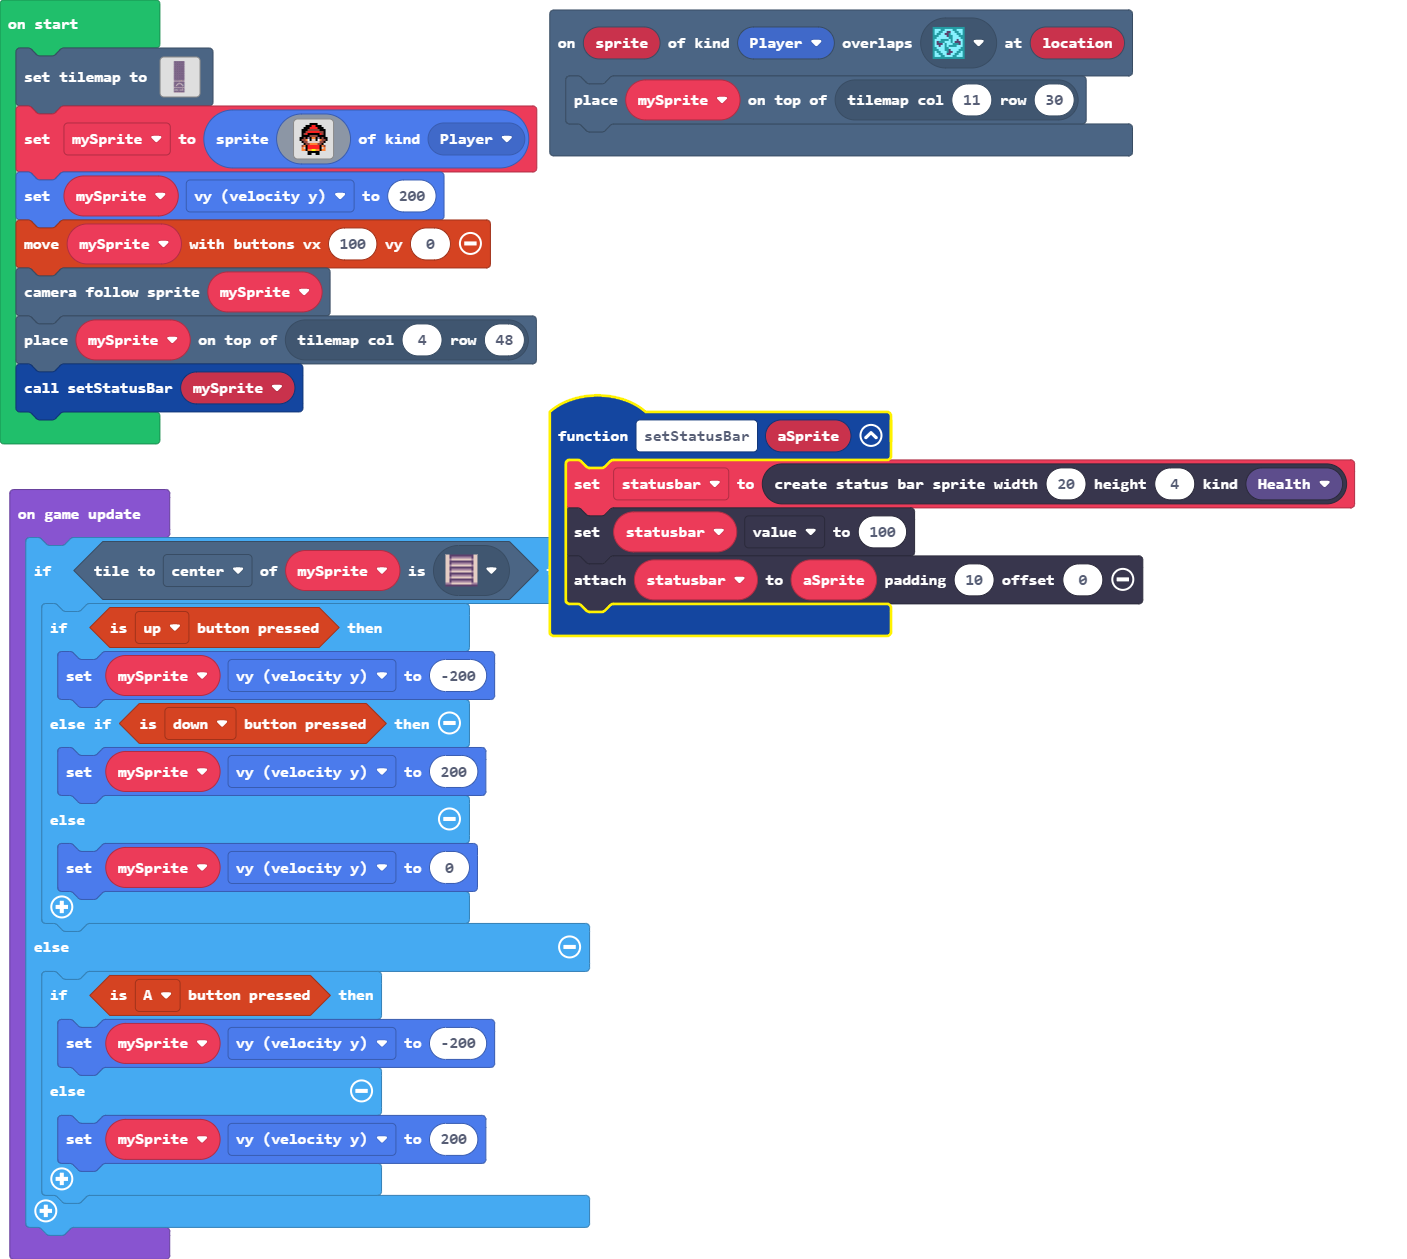 on start
set tilemap to
set mySprite to sprite of kind Player
set mySprite vy (velocity y) to 200
move mySprite with buttons vx 100 vy 0
camera follow sprite mySprite
place mySprite on top of tilemap col 4 row 48
call setStatusBar mySprite
on sprite of kind Player overlaps at location
place mySprite on top of tilemap col 11 row 30
function setStatusBar aSprite
set statusbar to create status bar sprite width 20 height 4 kind Health
set statusbar value to 100
attach statusbar to aSprite padding 10 offset 0
on game update
if tile to center of mySprite is
if is up button pressed then
set mySprite vy (velocity y) to -200
else if is down button pressed then
set mySprite vy (velocity y) to 200
else
set mySprite vy (velocity y) to 0
else
if is A button pressed then
set mySprite vy (velocity y) to -200
else
set mySprite vy (velocity y) to 200